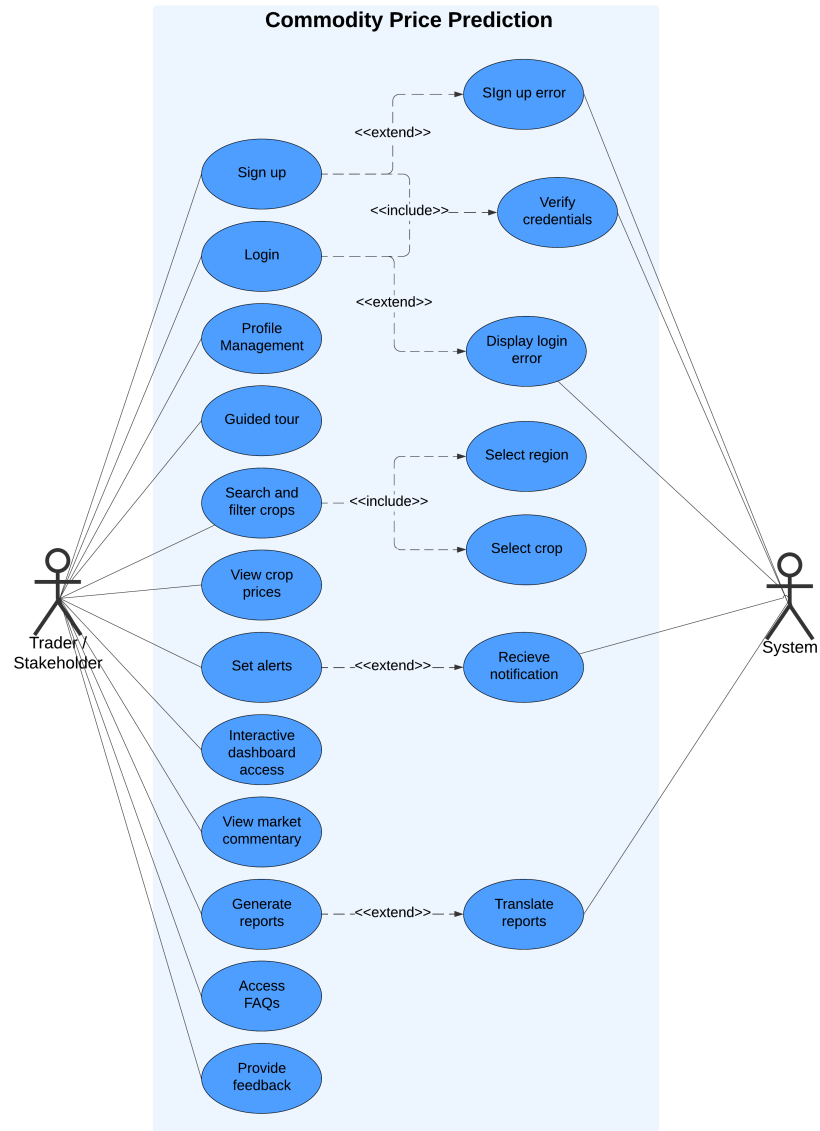 Commodity Price Prediction
SIgn up error
<<extend>>
Sign up
Verify
credentials
<<include>>
Login
<<extend>>
Profile
Management
Display login
error
Guided tour
Select region
Search and
filter crops
<<include>>
Select crop
View crop
prices
Trader /
Stakeholder
System
Set alerts
<<extend>>
Recieve
notification
Interactive
dashboard
access
View market
commentary
Generate
reports
<<extend>>
Translate
reports
Access
FAQs
Provide
feedback